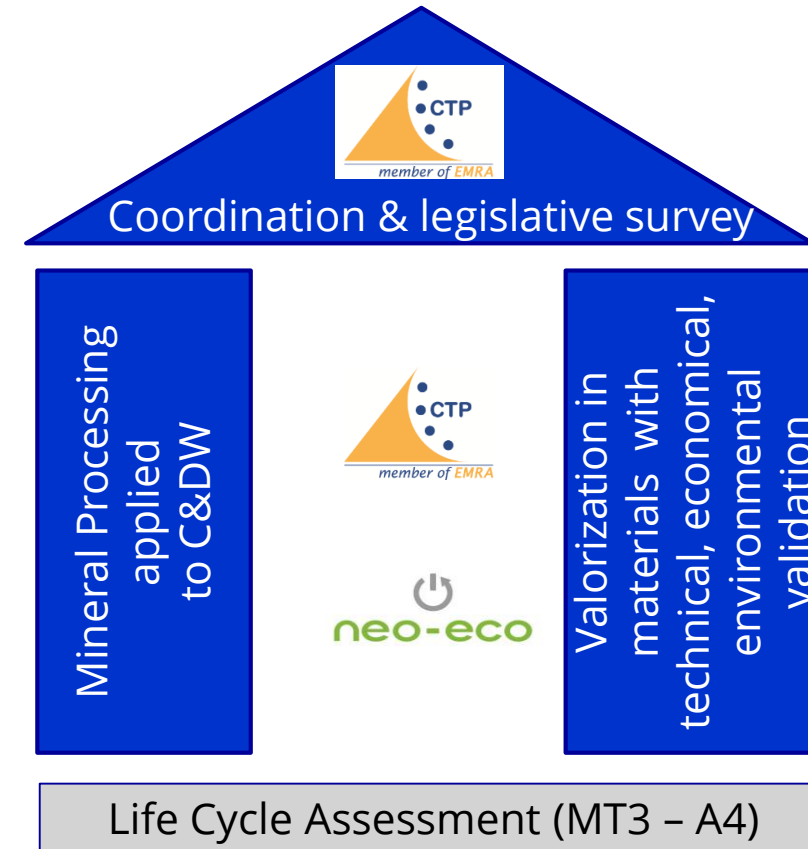 CTP
member of EMRA
Coordination & legislative survey
Mineral Processing
applied
to C&DW
CTP
member of EMRA
neo-eco
Valorization in
materials with
technical, economical,
environmental
validation
Life Cycle Assessment (MT3 – A4)